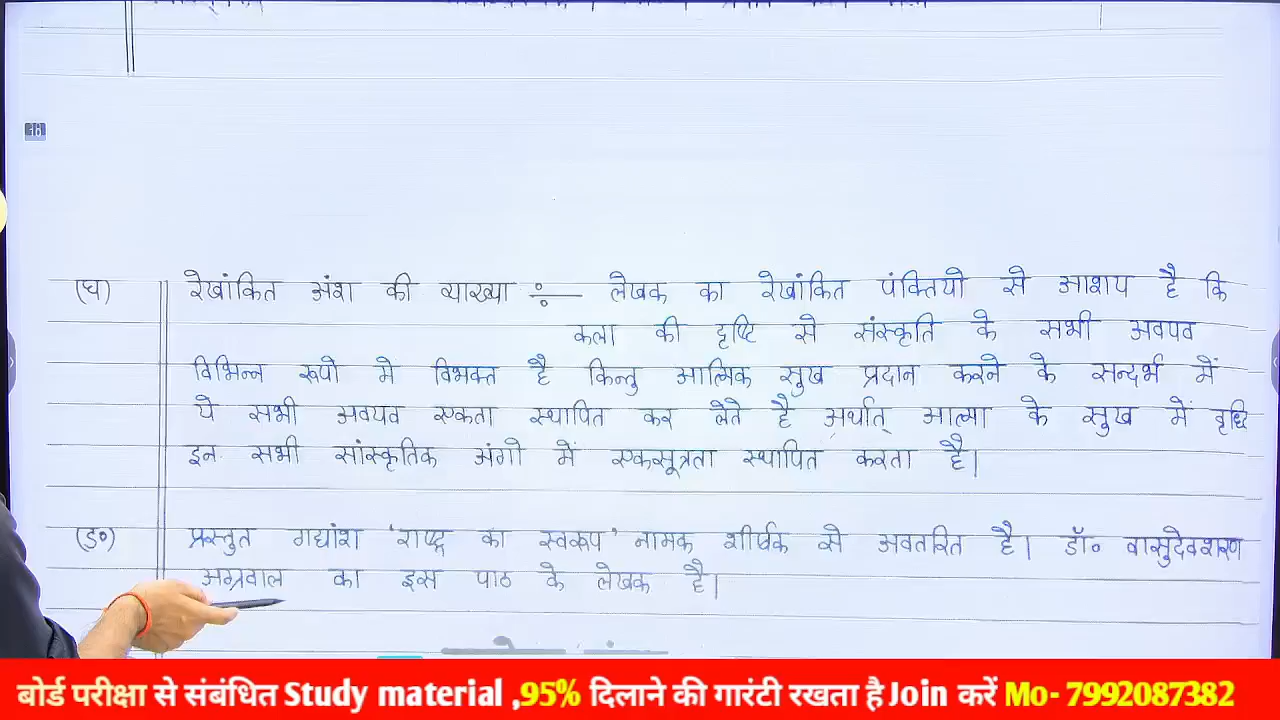 (घ) रेखांकित अंश की व्याख्या ÷— लेखक का रेखांकित पंक्तियो से आशय है कि
कला की दृष्टि से संस्कृति के सभी अवयव
विभिन्न रूपो मे विभक्त है किन्तु आत्मिक सुख प्रदान करने के सन्दर्भ में
ये सभी अवयव एकता स्थापित कर लेते है अर्थात् आत्मा के सुख में वृद्धि
इन सभी सांस्कृतिक अंगो में एकसूत्रता स्थापित करता है।
(ड०) प्रस्तुत गद्यांश 'राष्ट्र का स्वरूप' नामक शीर्षक से अवतरित है। डॉ० वासुदेवशरण
अग्रवाल का इस पाठ के लेखक है।
बोर्ड परीक्षा से संबंधित Study material ,95% दिलाने की गारंटी रखता है Join करें Mo- 7992087382